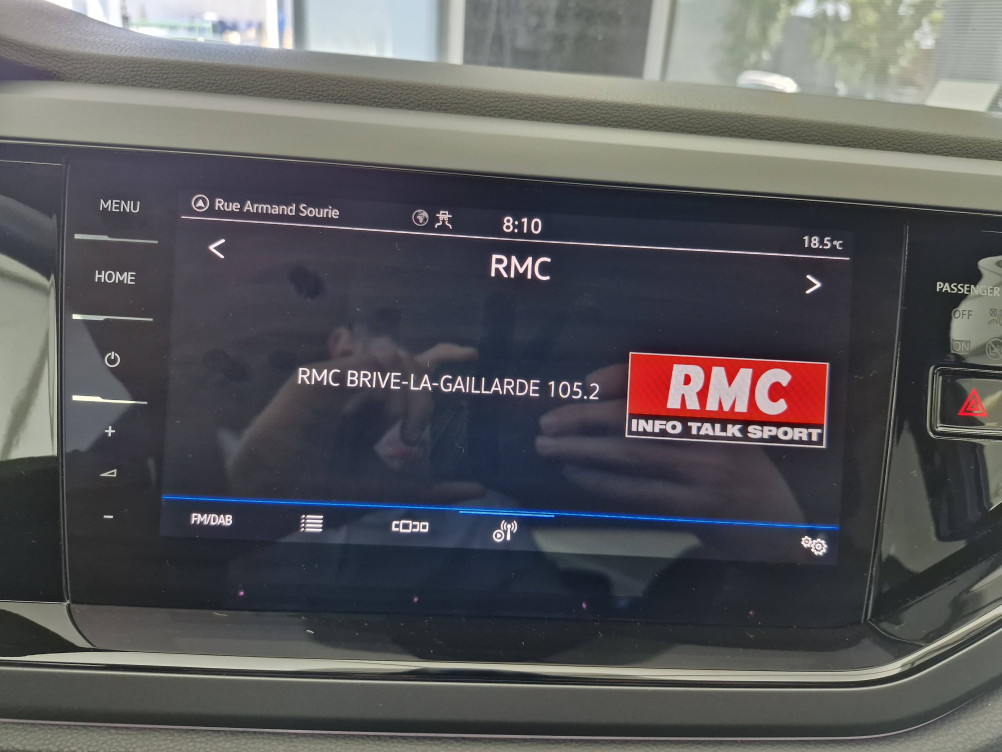 MENU
HOME
+
-
Rue Armand Sourie
8:10
18.5°C
<
RMC
>
RMC BRIVE-LA-GAILLARDE 105.2
RMC
INFO TALK SPORT
FM/DAB
PASSENGER
OFF
ON